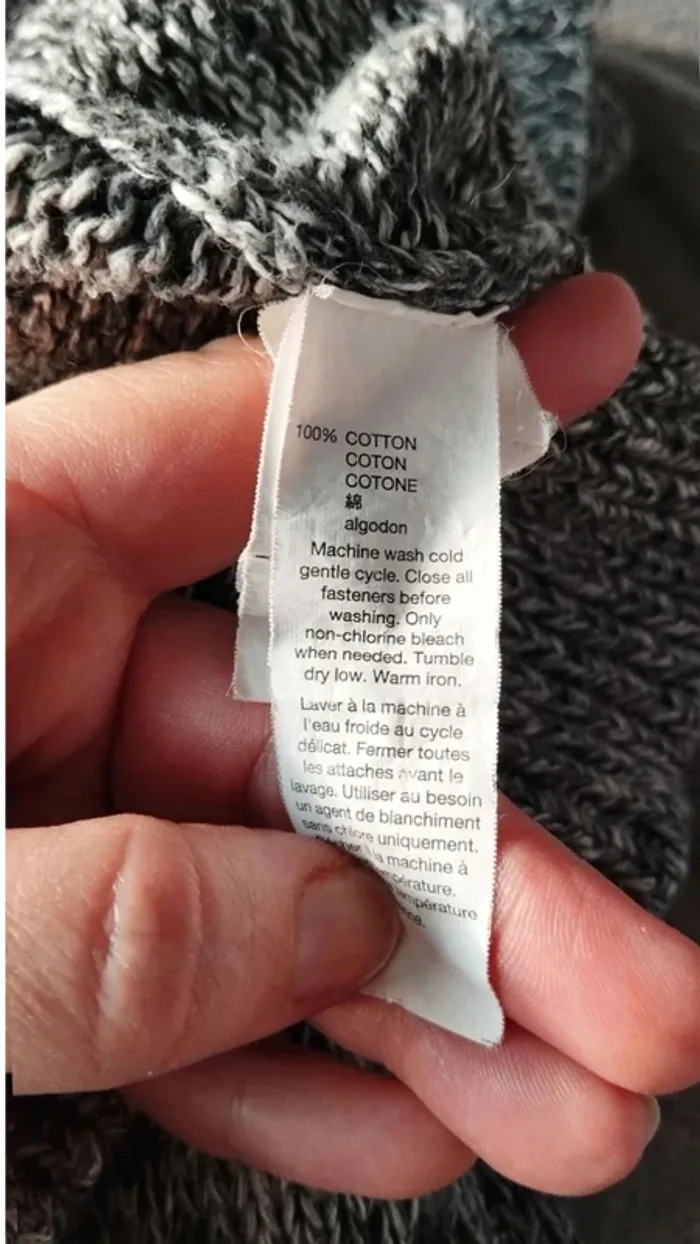 100% COTTON
COTON
COTONE
綿
algodon
Machine wash cold
gentle cycle. Close all
fasteners before
washing. Only
non-chlorine bleach
when needed. Tumble
dry low. Warm iron.
Laver à la machine à
l'eau froide au cycle
délicat. Fermer toutes
les attaches avant le
lavage. Utiliser au besoin
un agent de blanchiment
sans chlore uniquement.
la machine à